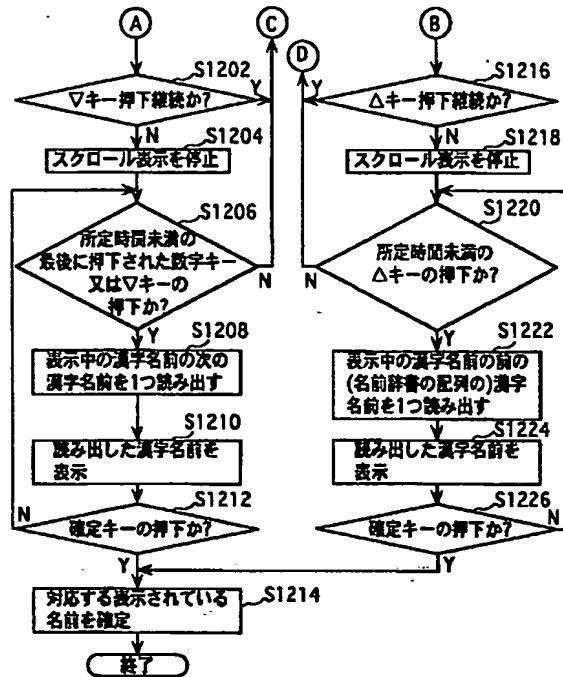 A
C
S1202
▽キー押下継続か?
Y
N
S1204
スクロール表示を停止
S1206
所定時間未満の
最後に押下された数字キー
又は▽キーの
押下か?
N
Y
S1208
表示中の漢字名前の次の
漢字名前を1つ読み出す
S1210
読み出した漢字名前を
表示
S1212
N
確定キーの押下か?
Y
対応する表示されている
名前を確定
S1214
終了
B
D
S1216
Y
△キー押下継続か?
N
S1218
スクロール表示を停止
S1220
所定時間未満の
△キーの押下か?
N
Y
S1222
表示中の漢字名前の前の
(名前辞書の配列の)漢字
名前を1つ読み出す
S1224
読み出した漢字名前を
表示
S1226
N
確定キーの押下か?
Y